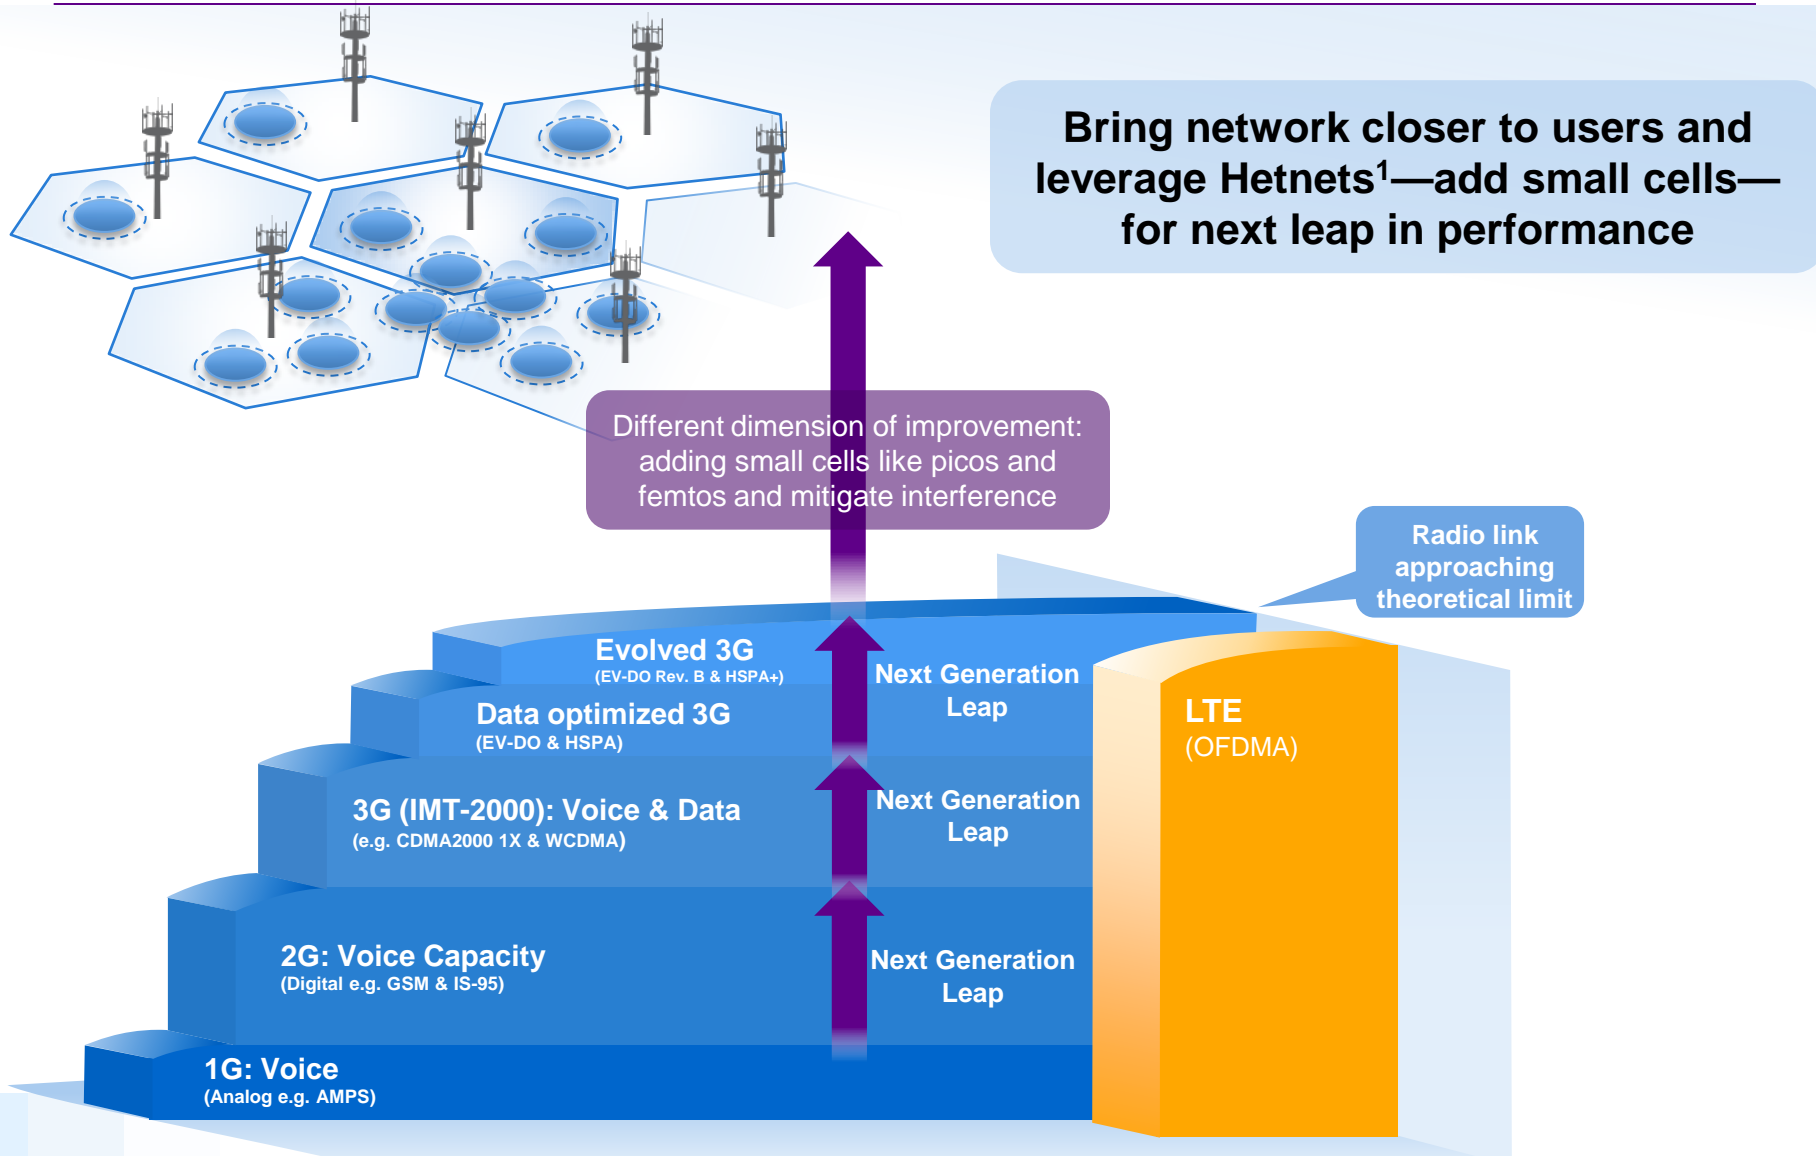 Bring network closer to users and
leverage Hetnets¹—add small cells—
for next leap in performance
Different dimension of improvement:
adding small cells like picos and
femtos and mitigate interference
Radio link
approaching
theoretical limit
Evolved 3G
(EV-DO Rev. B & HSPA+)
Next Generation
Leap
Data optimized 3G
(EV-DO & HSPA)
LTE
(OFDMA)
3G (IMT-2000): Voice & Data
(e.g. CDMA2000 1X & WCDMA)
Next Generation
Leap
2G: Voice Capacity
(Digital e.g. GSM & IS-95)
Next Generation
Leap
1G: Voice
(Analog e.g. AMPS)